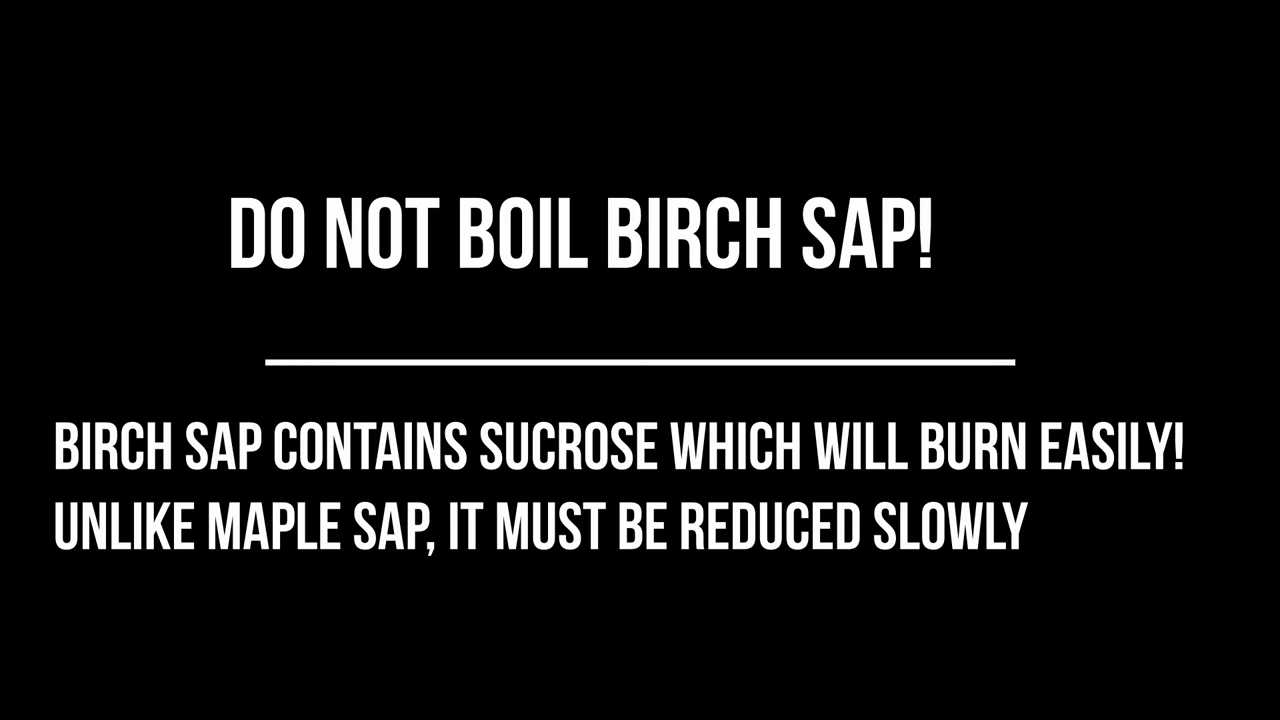 DO NOT BOIL BIRCH SAP!
BIRCH SAP CONTAINS SUCROSE WHICH WILL BURN EASILY!
UNLIKE MAPLE SAP, IT MUST BE REDUCED SLOWLY